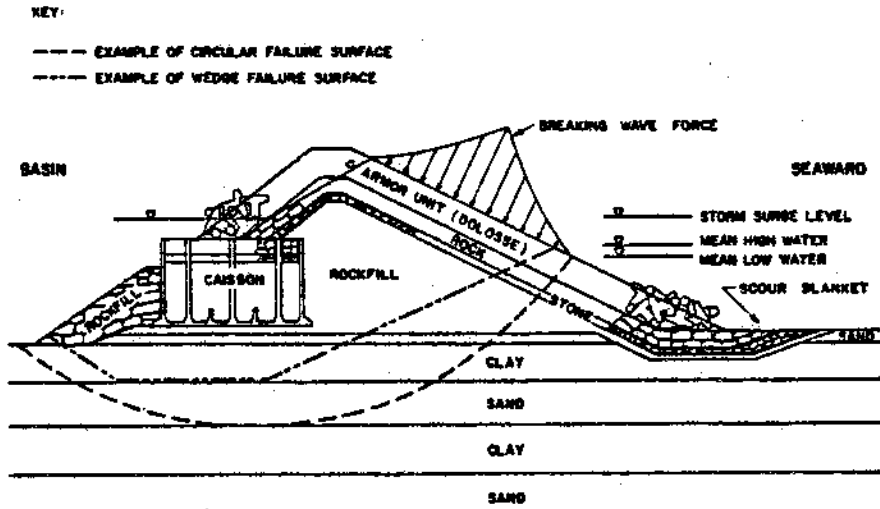 KEY:
EXAMPLE OF CIRCULAR FAILURE SURFACE
EXAMPLE OF WEDGE FAILURE SURFACE
BREAKING WAVE FORCE
BASIN
SEAWARD
ARMOR UNIT (DOLOSSE)
STORM SURGE LEVEL
ROCK
MEAN HIGH WATER
MEAN LOW WATER
CAISSON
ROCKFILL
ROCKFILL
STONE
SCOUR BLANKET
SAND
CLAY
SAND
CLAY
SAND